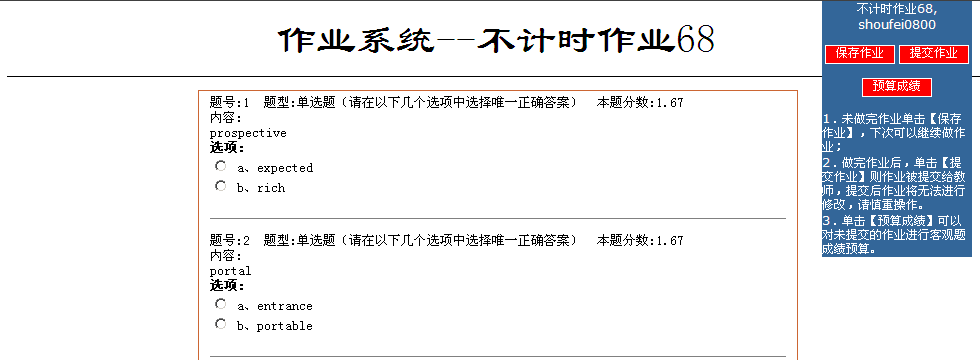 作业系统--不计时作业68
题号:1 题型:单选题（请在以下几个选项中选择唯一正确答案） 本题分数:1.67
内容:
prospective
选项:
a、expected
b、rich
题号:2 题型:单选题（请在以下几个选项中选择唯一正确答案） 本题分数:1.67
内容:
portal
选项:
a、entrance
b、portable
不计时作业68,
shoufei0800
保存作业 提交作业
预算成绩
1．未做完作业单击【保存
作业】，下次可以继续做作
业；
2．做完作业后，单击【提
交作业】则作业被提交给教
师，提交后作业将无法进行
修改，请慎重操作。
3．单击【预算成绩】可以
对未提交的作业进行客观题
成绩预算。